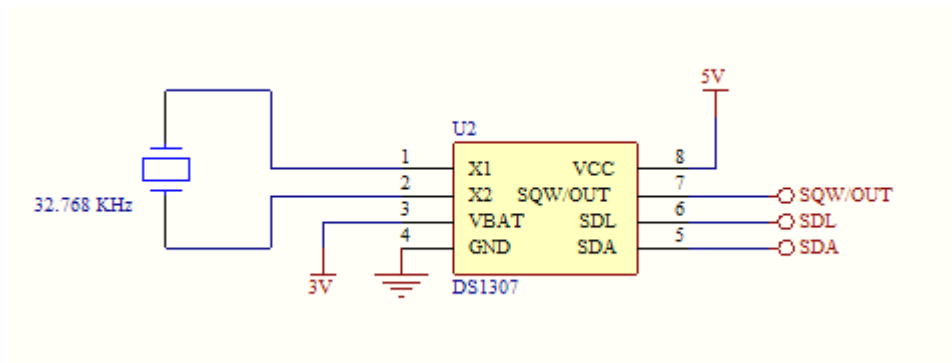 5V
U2
1 X1 VCC 8
2 X2 SQW/OUT 7 SQW/OUT
32.768 KHz
3 VBAT SDL 6 SDL
4 GND SDA 5 SDA
3V
DS1307